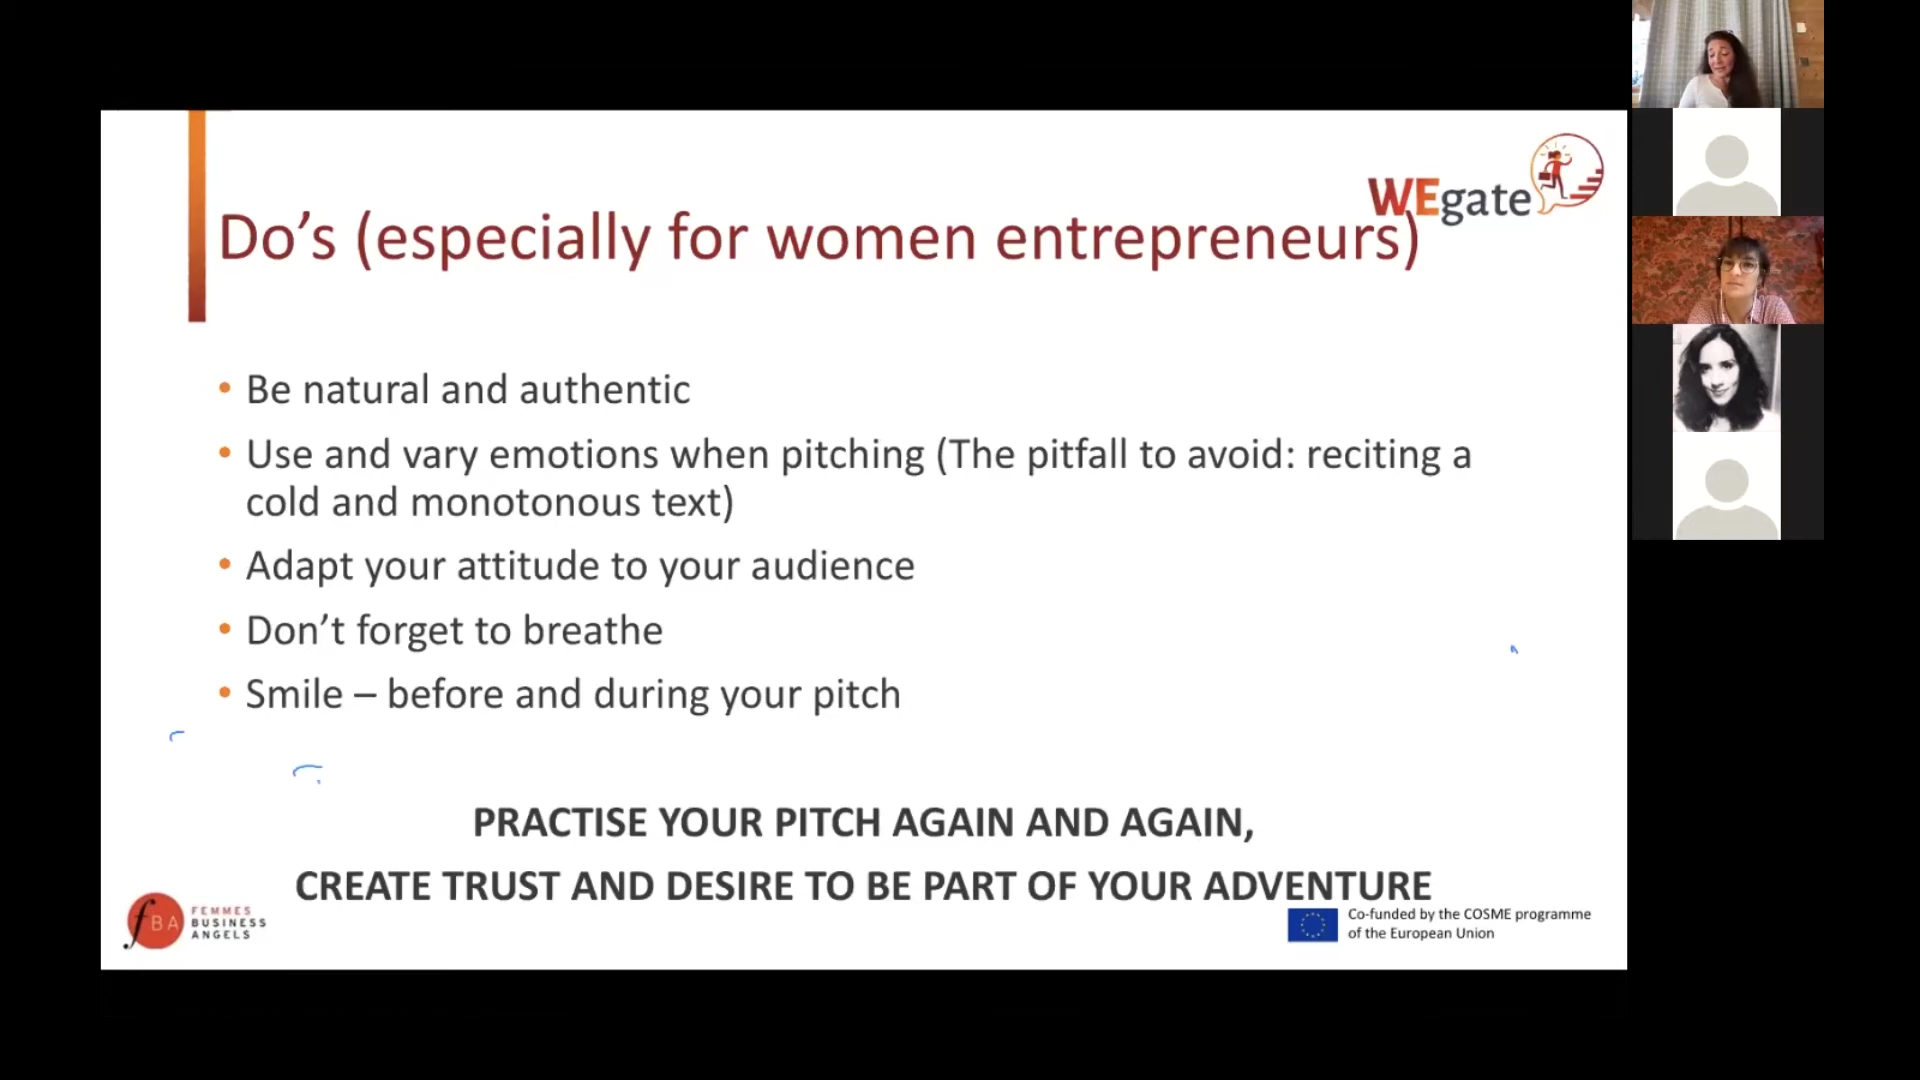 WEgate
Do’s (especially for women entrepreneurs)
• Be natural and authentic
• Use and vary emotions when pitching (The pitfall to avoid: reciting a
cold and monotonous text)
• Adapt your attitude to your audience
• Don’t forget to breathe
• Smile – before and during your pitch
PRACTISE YOUR PITCH AGAIN AND AGAIN,
CREATE TRUST AND DESIRE TO BE PART OF YOUR ADVENTURE
fBA
FEMMES
BUSINESS
ANGELS
Co-funded by the COSME programme
of the European Union